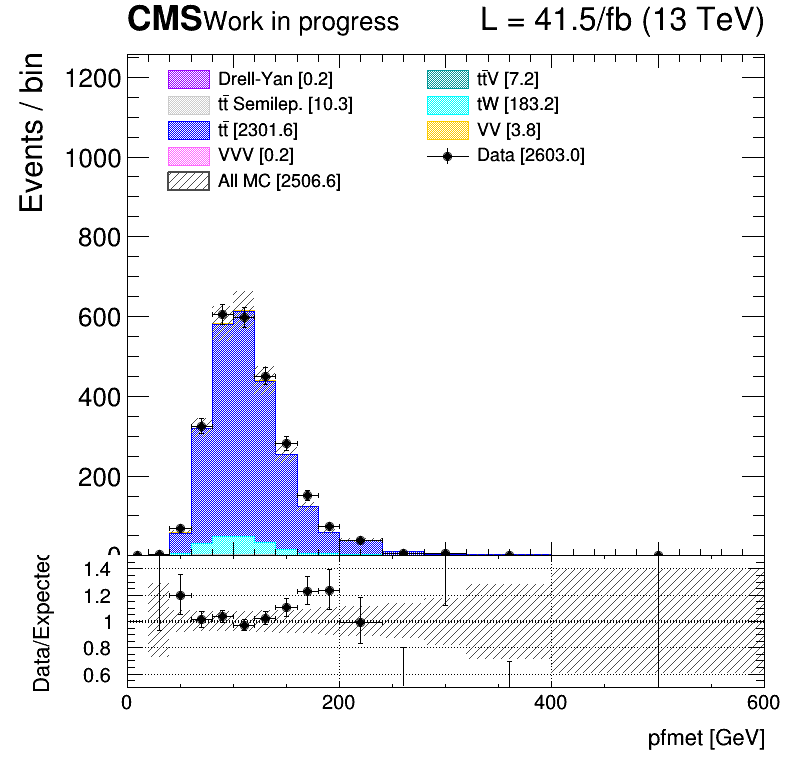 CMS Work in progress L = 41.5/fb (13 TeV)
Events / bin
1200
1000
800
600
400
200
0
Drell-Yan [0.2]
tt̄ Semilep. [10.3]
tt̄ [2301.6]
VVV [0.2]
All MC [2506.6]
tt̄V [7.2]
tW [183.2]
VV [3.8]
Data [2603.0]
Data/Expected
1.4
1.2
1
0.8
0.6
0 200 400 600
pfmet [GeV]